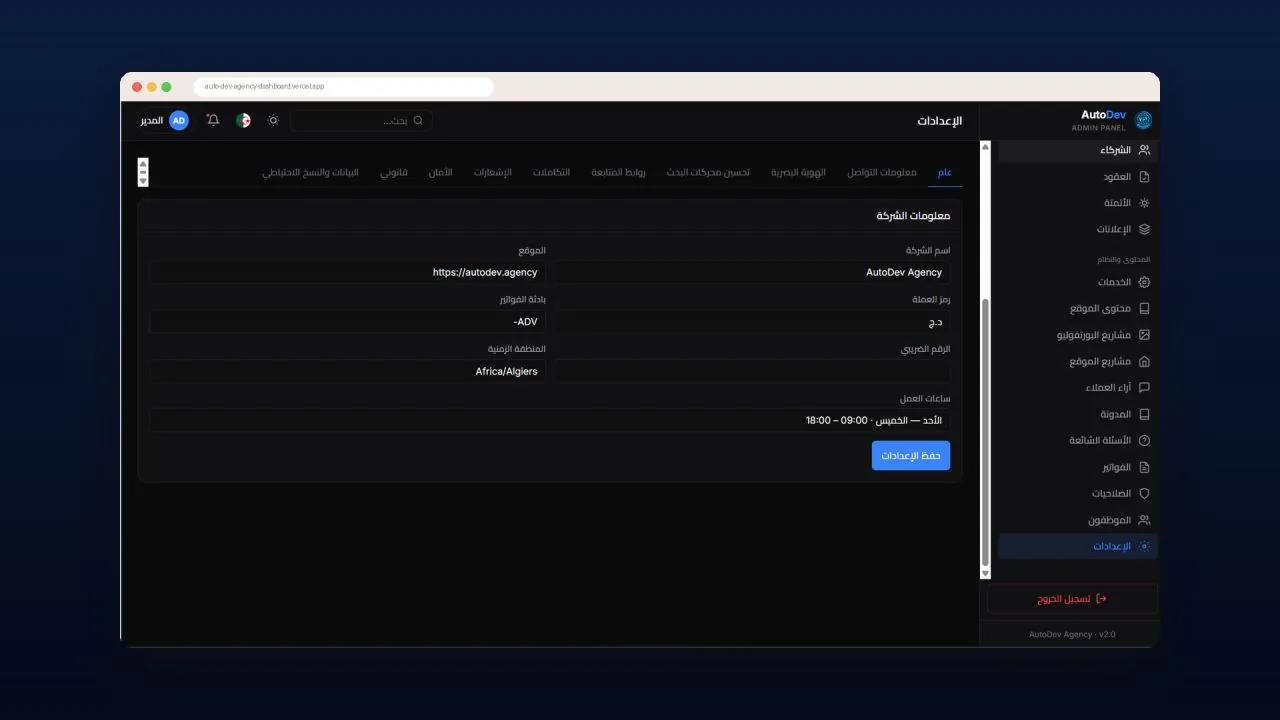 auto-dev-agency-dashboard.vercel.app
AutoDev
ADMIN PANEL
الإعدادات
بحث...
AD
المدير
الشركاء
العقود
الأتمتة
الإعلانات
المحتوى والنظام
الخدمات
محتوى الموقع
مشاريع البورتفوليو
مشاريع الموقع
آراء العملاء
المدونة
الأسئلة الشائعة
الفواتير
الصلاحيات
الموظفون
الإعدادات
تسجيل الخروج
AutoDev Agency · v2.0
عام
معلومات التواصل
الهوية البصرية
تحسين محركات البحث
روابط المتابعة
التكاملات
الإشعارات
الأمان
قانوني
البيانات والنسخ الاحتياطي
معلومات الشركة
اسم الشركة
AutoDev Agency
الموقع
https://autodev.agency
رمز العملة
د.ج
بادئة الفواتير
ADV-
الرقم الضريبي
المنطقة الزمنية
Africa/Algiers
ساعات العمل
الأحد — الخميس · 09:00 – 18:00
حفظ الإعدادات